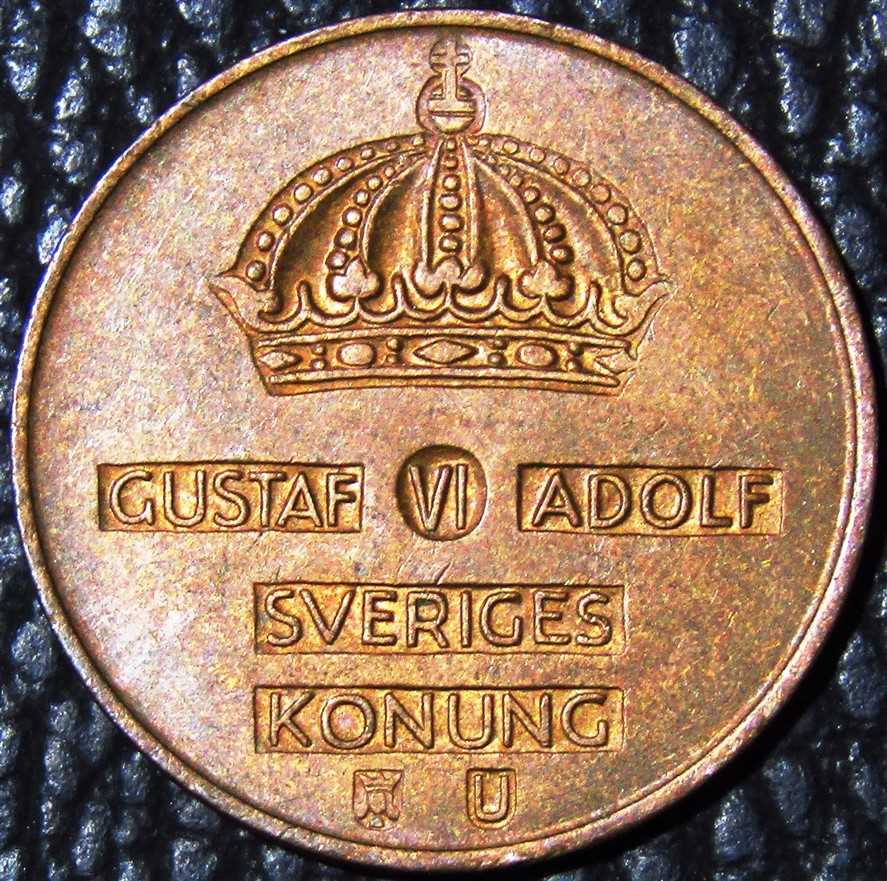 GUSTAF VI ADOLF
SVERIGES
KONUNG
U